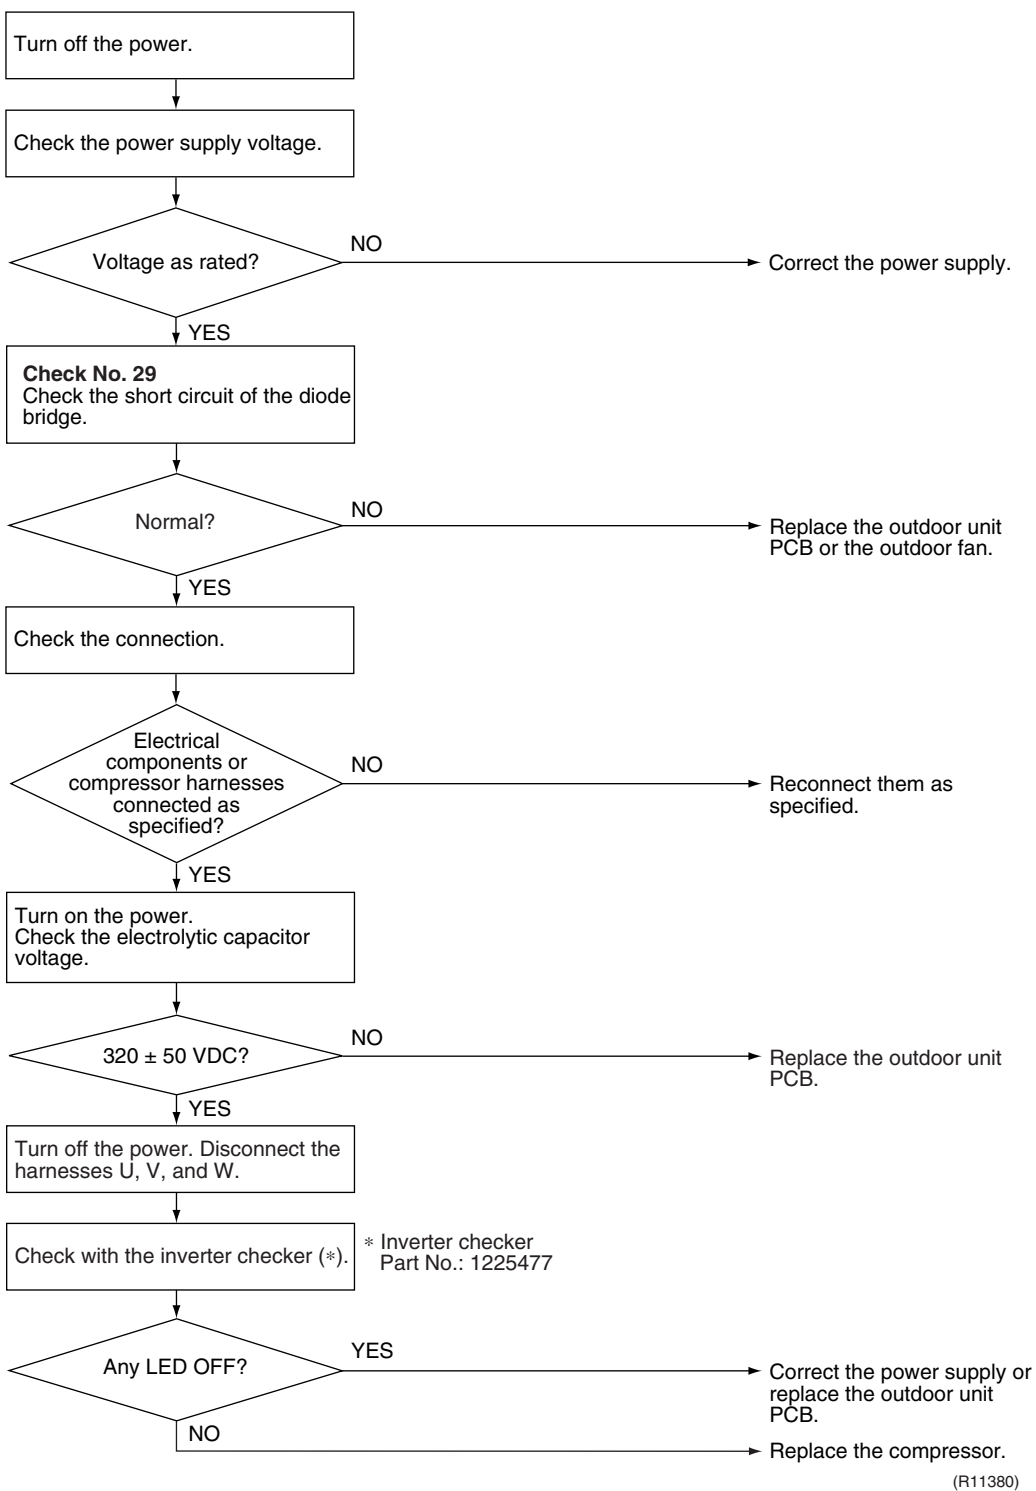 Turn off the power.
Check the power supply voltage.
Voltage as rated?
NO
Correct the power supply.
YES
Check No. 29
Check the short circuit of the diode
bridge.
Normal?
NO
Replace the outdoor unit
PCB or the outdoor fan.
YES
Check the connection.
Electrical
components or
compressor harnesses
connected as
specified?
NO
Reconnect them as
specified.
YES
Turn on the power.
Check the electrolytic capacitor
voltage.
320 ± 50 VDC?
NO
Replace the outdoor unit
PCB.
YES
Turn off the power. Disconnect the
harnesses U, V, and W.
Check with the inverter checker (∗).
∗ Inverter checker
Part No.: 1225477
Any LED OFF?
YES
Correct the power supply or
replace the outdoor unit
PCB.
NO
Replace the compressor.
(R11380)